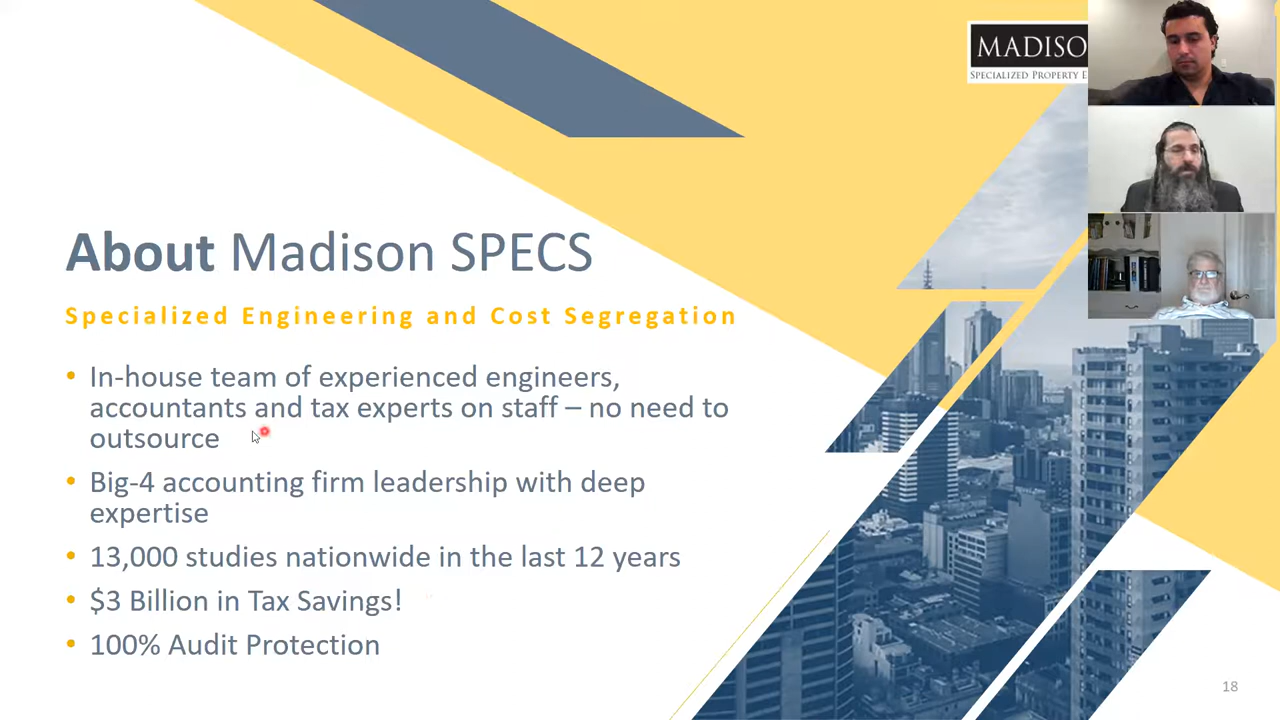 MADISO
SPECIALIZED PROPERTY E
About Madison SPECS
Specialized Engineering and Cost Segregation
• In-house team of experienced engineers,
accountants and tax experts on staff – no need to
outsource
• Big-4 accounting firm leadership with deep
expertise
• 13,000 studies nationwide in the last 12 years
• $3 Billion in Tax Savings!
• 100% Audit Protection
18